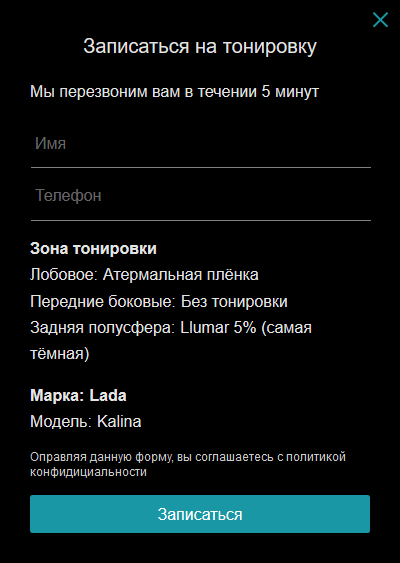 Записаться на тонировку
Мы перезвоним вам в течении 5 минут
Имя
Телефон
Зона тонировки
Лобовое: Атермальная плёнка
Передние боковые: Без тонировки
Задняя полусфера: Llumar 5% (самая
тёмная)
Марка: Lada
Модель: Kalina
Оправляя данную форму, вы соглашаетесь с политикой
конфидициальности
Записаться